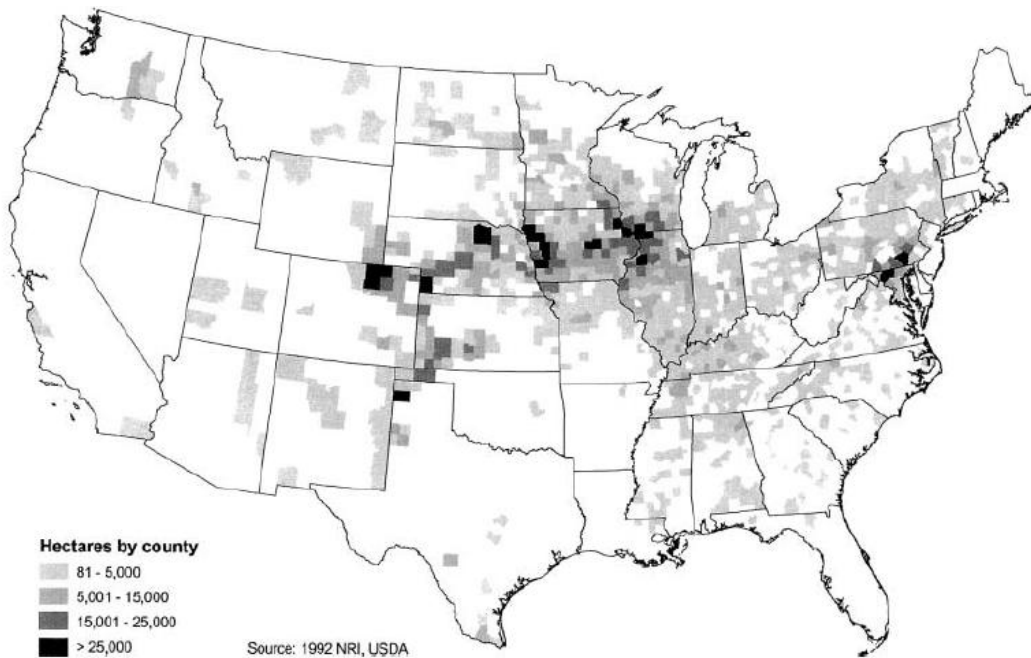 Hectares by county
81 - 5,000
5,001 - 15,000
15,001 - 25,000
> 25,000
Source: 1992 NRI, USDA